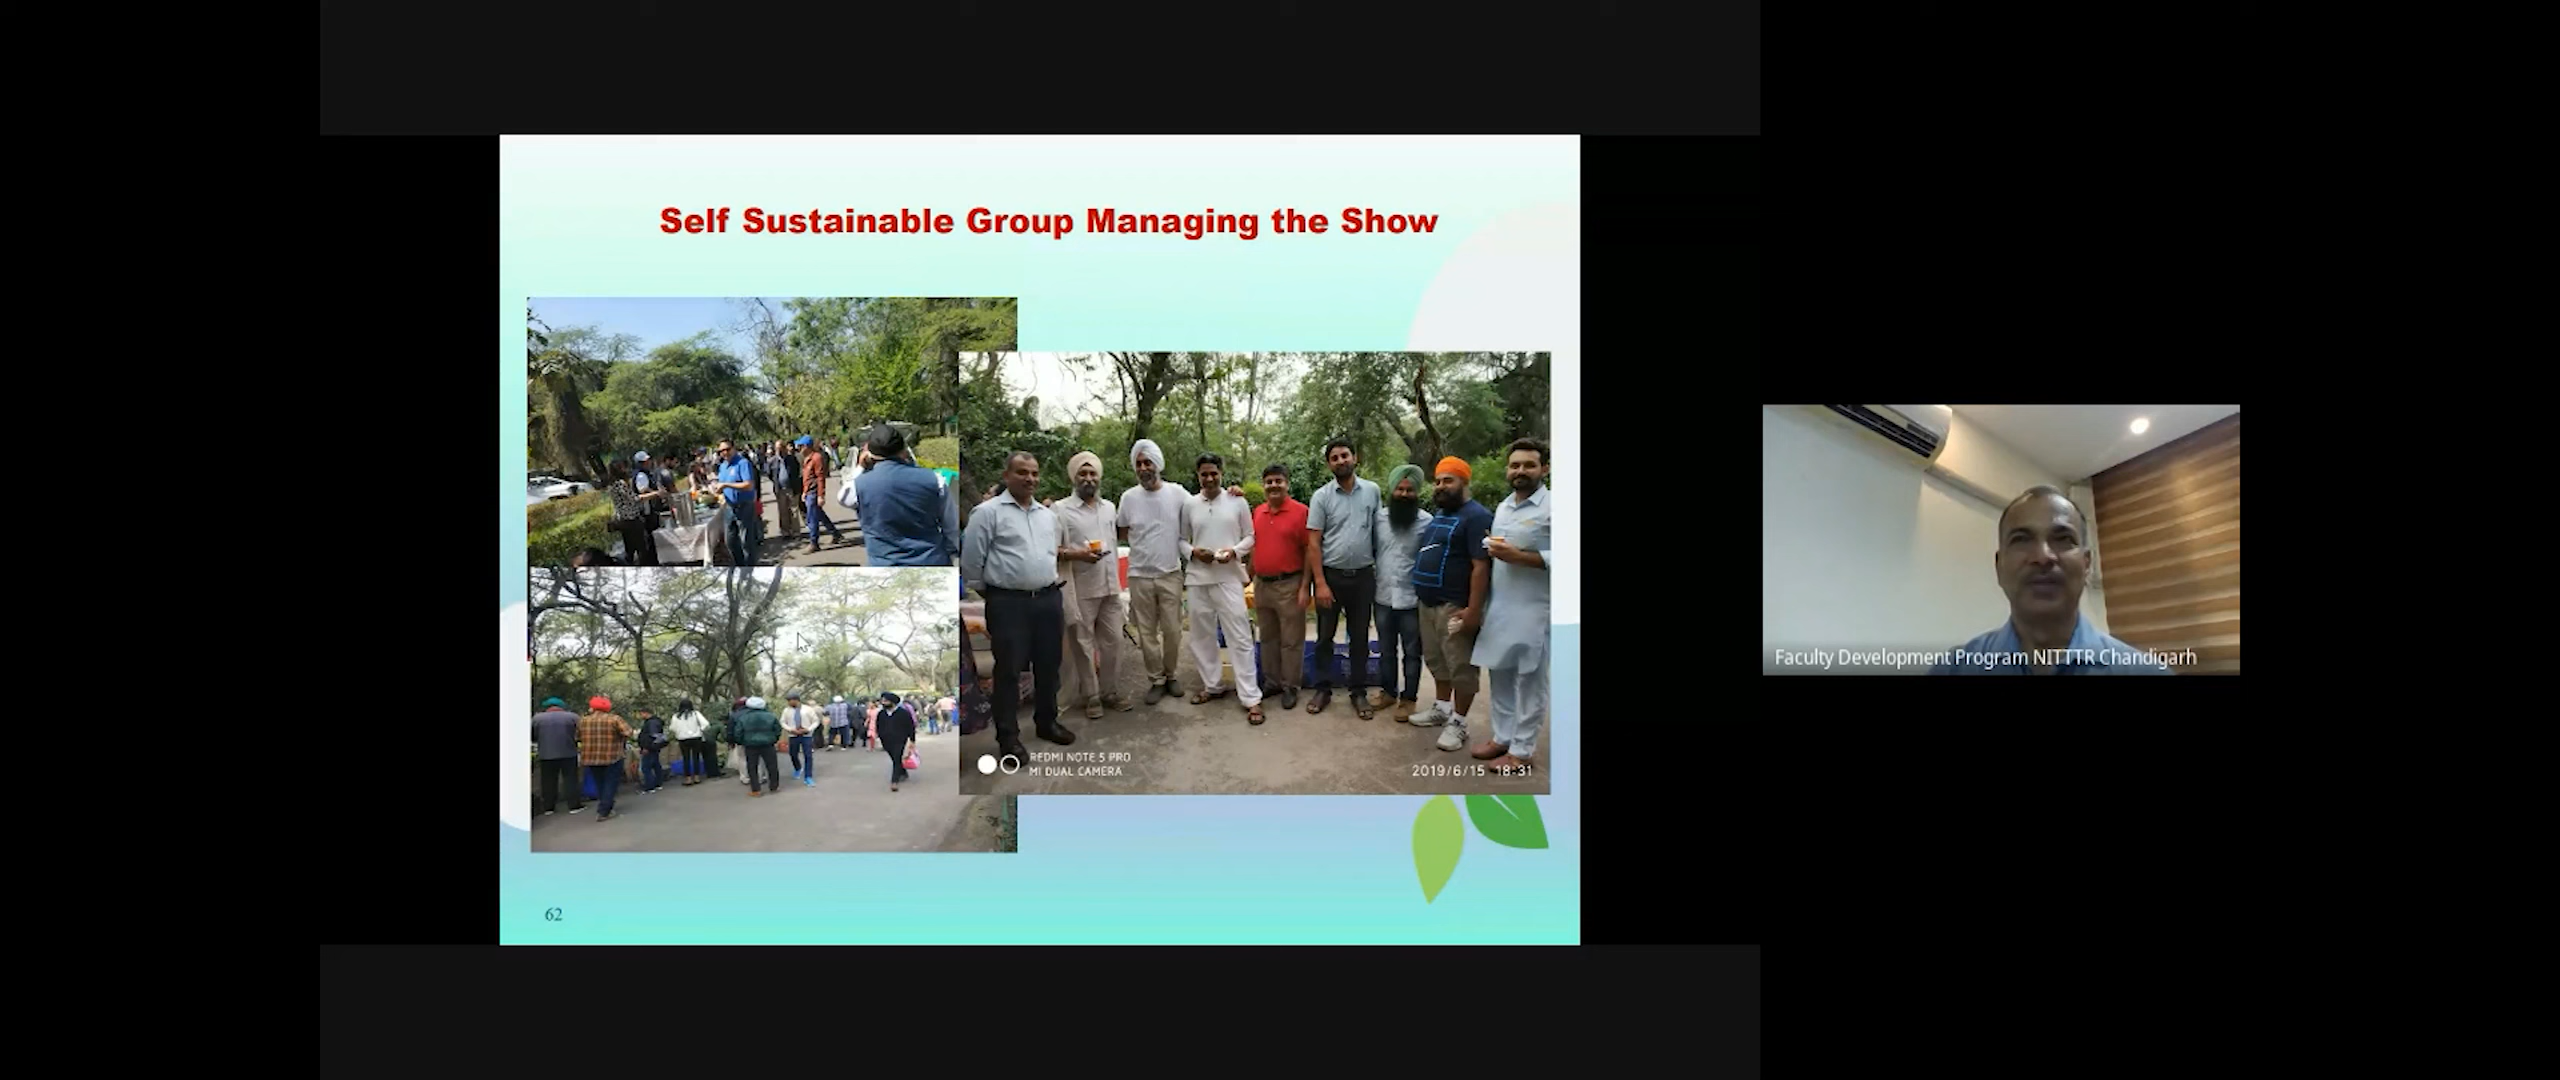 Self Sustainable Group Managing the Show
REDMI NOTE 5 PRO
MI DUAL CAMERA
2019/6/15 18:31
62
Faculty Development Program NITTTR Chandigarh